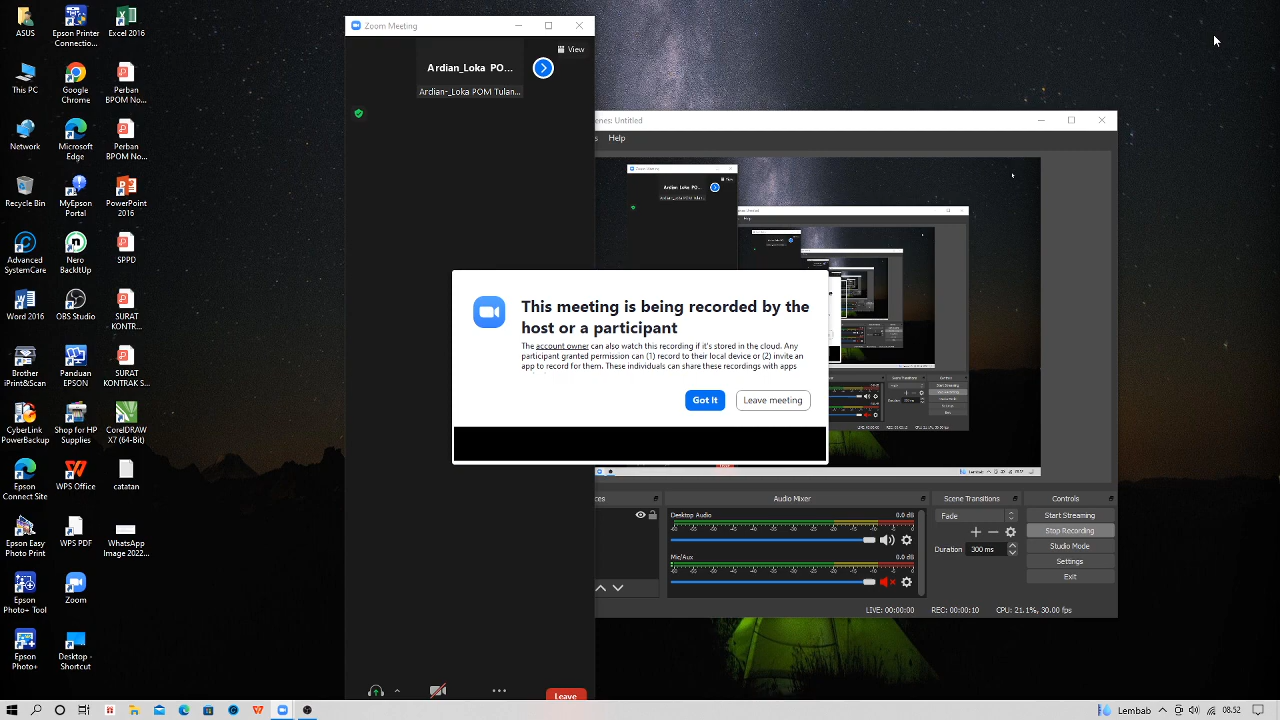 ASUS
Epson Printer Connectio...
Excel 2016
This PC
Google Chrome
Perban BPOM No...
Network
Microsoft Edge
Perban BPOM No...
Recycle Bin
MyEpson Portal
PowerPoint 2016
Advanced SystemCare
Nero BackItUp
SPPD
Word 2016
OBS Studio
SURAT KONTR...
SURAT KONTRAK S...
CyberLink
Shop for HP
CorelDRAW X7 (64-Bit)
Epson Connect Site
WPS Office
catatan
Epson Easy Photo Print
WPS PDF
WhatsApp Image 2022...
Epson Photo+ Tool
Zoom
Epson Photo+
Desktop - Shortcut
Zoom Meeting
View
Ardian_Loka PO...
Ardian-_Loka POM Tulan...
enes: Untitled
s Help
This meeting is being recorded by the
host or a participant
The account owner can also watch this recording if it's stored in the cloud. Any
participant granted permission can (1) record to their local device or (2) invite an
app to record for them. These individuals can share these recordings with apps
Got It
Leave meeting
ces
Audio Mixer
Scene Transitions
Controls
Desktop Audio
0.0 dB
Mic/Aux
0.0 dB
Fade
Duration 300 ms
Start Streaming
Stop Recording
Studio Mode
Settings
Exit
LIVE: 00:00:00 REC: 00:00:10 CPU: 21.1%, 30.00 fps
Leave
Lembab 08.52